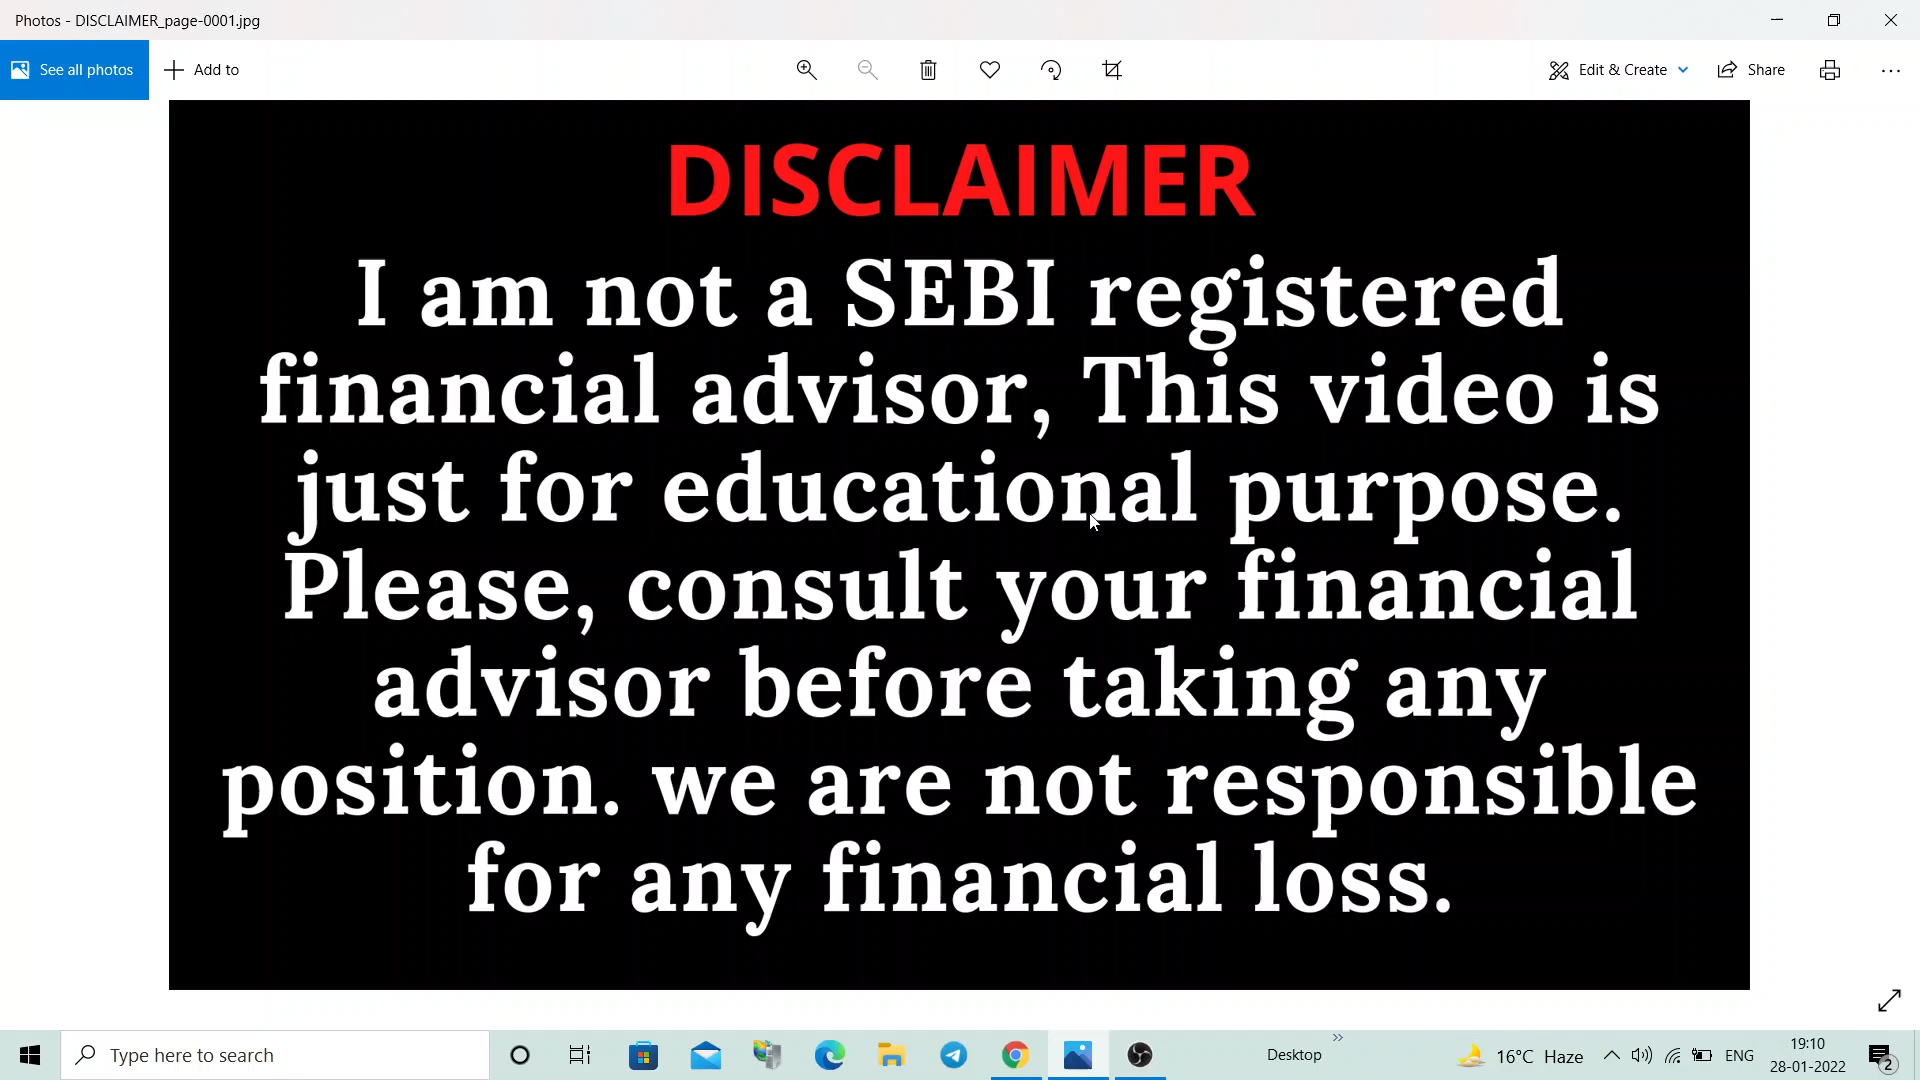 Photos - DISCLAIMER_page-0001.jpg
See all photos
Add to
Edit & Create
Share
DISCLAIMER
I am not a SEBI registered
financial advisor, This video is
just for educational purpose.
Please, consult your financial
advisor before taking any
position. we are not responsible
for any financial loss.
Type here to search
Desktop
16°C Haze
ENG
19:10
28-01-2022
2